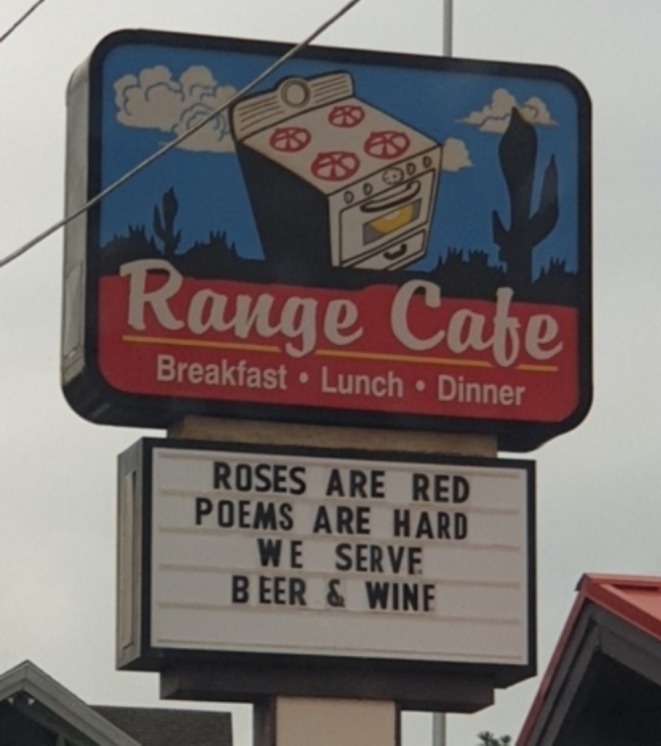 Range Cafe
Breakfast • Lunch • Dinner
ROSES ARE RED
POEMS ARE HARD
WE SERVE
BEER & WINE